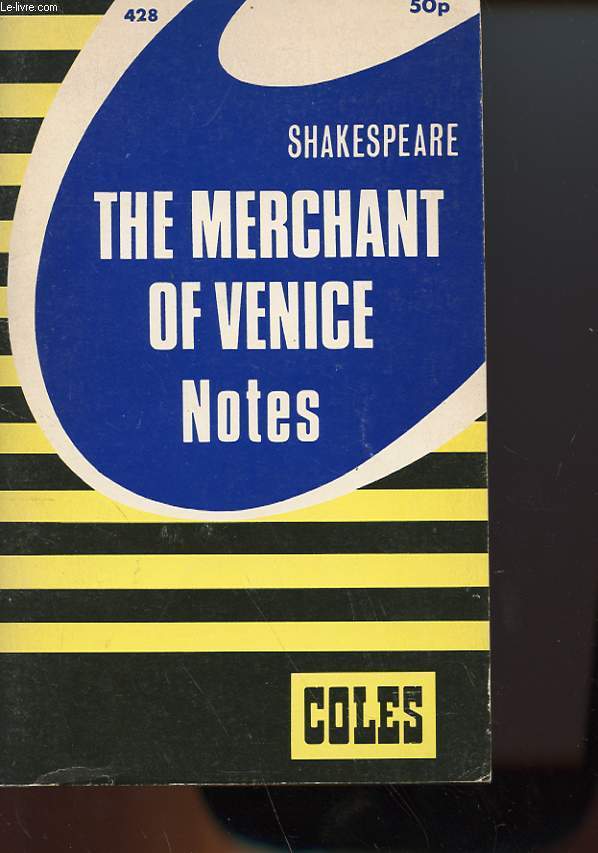 Le-livre.com
428
50p
SHAKESPEARE
THE MERCHANT
OF VENICE
Notes
COLES